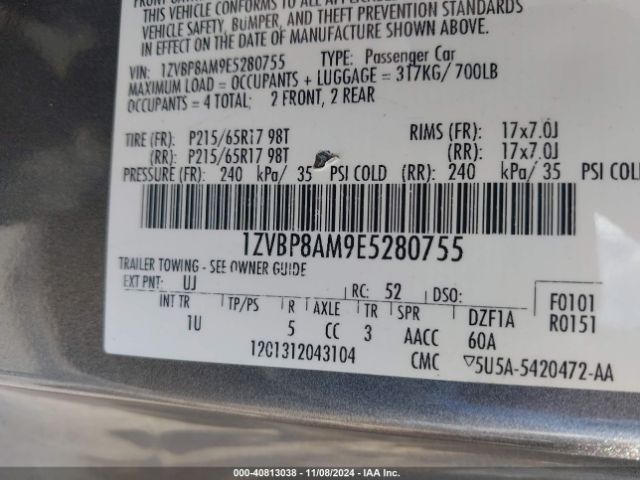 THIS VEHICLE CONFORMS TO ALL APPLICABLE
VEHICLE SAFETY, BUMPER, AND THEFT PREVENTION STANDARDS
IN EFFECT ON THE DATE OF MANUFACTURE SHOWN ABOVE.
VIN: 1ZVBP8AM9E5280755 TYPE: Passenger Car
MAXIMUM LOAD = OCCUPANTS + LUGGAGE = 317KG/ 700LB
OCCUPANTS = 4 TOTAL; 2 FRONT, 2 REAR
TIRE (FR): P215/65R17 98T RIMS (FR): 17x7.0J
(RR): P215/65R17 98T (RR): 17x7.0J
PRESSURE (FR): 240 kPa/ 35 PSI COLD (RR): 240 kPa/ 35 PSI COLD
1ZVBP8AM9E5280755
TRAILER TOWING - SEE OWNER GUIDE
EXT PNT: UJ RC: 52 DSO: F0101
INT TR TP/PS R AXLE TR SPR DZF1A R0151
1U 5 CC 3 AACC 60A
12C1312043104 CMC ▽5U5A-5420472-AA
000-40813038 - 11/08/2024 - IAA Inc.